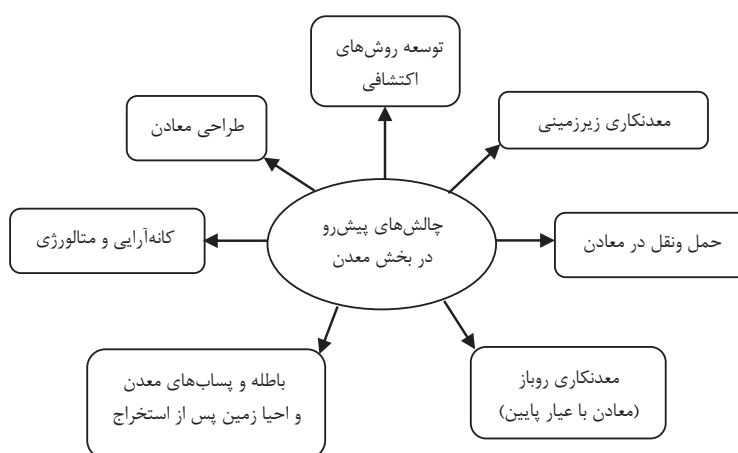 توسعه روش‌های
اکتشافی
معدنکاری زیرزمینی
طراحی معادن
چالش‌های پیش‌رو
در بخش معدن
حمل ونقل در معادن
کانه‌آرایی و متالورژی
معدنکاری روباز
(معادن با عیار پایین)
باطله و پساب‌های معدن
و احیا زمین پس از استخراج